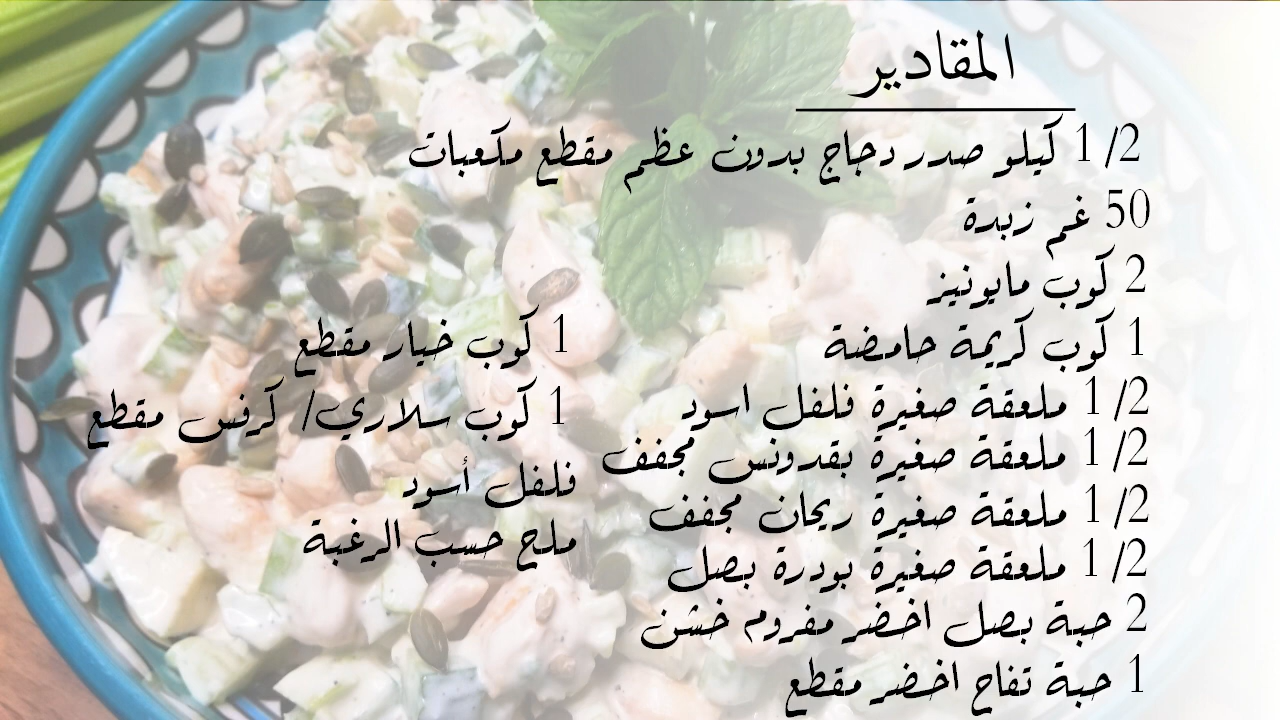 المقادير
1/2 كيلو صدر دجاج بدون عظم مقطع مكعبات
50 غم زبدة
2 كوب مايونيز
1 كوب كريمة حامضة
1/2 ملعقة صغيرة فلفل اسود
1/2 ملعقة صغيرة بقدونس مجفف
1/2 ملعقة صغيرة ريحان مجفف
1/2 ملعقة صغيرة بودرة بصل
2 حبة بصل اخضر مفروم خشن
1 حبة تفاح اخضر مقطع
1 كوب خيار مقطع
1 كوب سلاري/ كرفس مقطع
فلفل أسود
ملح حسب الرغبة